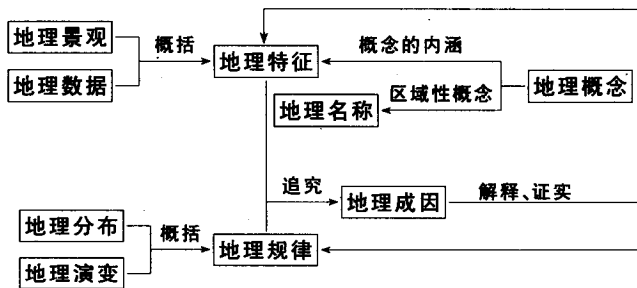 地理景观
概括
概念的内涵
地理数据
地理特征
地理概念
区域性概念
地理名称
追究
地理成因
解释、证实
地理分布
概括
地理规律
地理演变